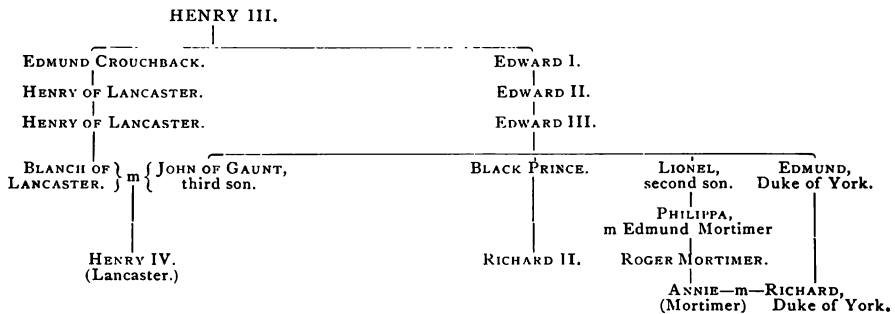 HENRY III.
EDMUND CROUCHBACK. EDWARD I.
HENRY OF LANCASTER. EDWARD II.
HENRY OF LANCASTER. EDWARD III.
BLANCH OF LANCASTER. } m { JOHN OF GAUNT, third son. BLACK PRINCE. LIONEL, second son. EDMUND, Duke of York.
PHILIPPA,
m Edmund Mortimer
HENRY IV. RICHARD II. ROGER MORTIMER.
(Lancaster.)
ANNIE—m—RICHARD,
(Mortimer) Duke of York.